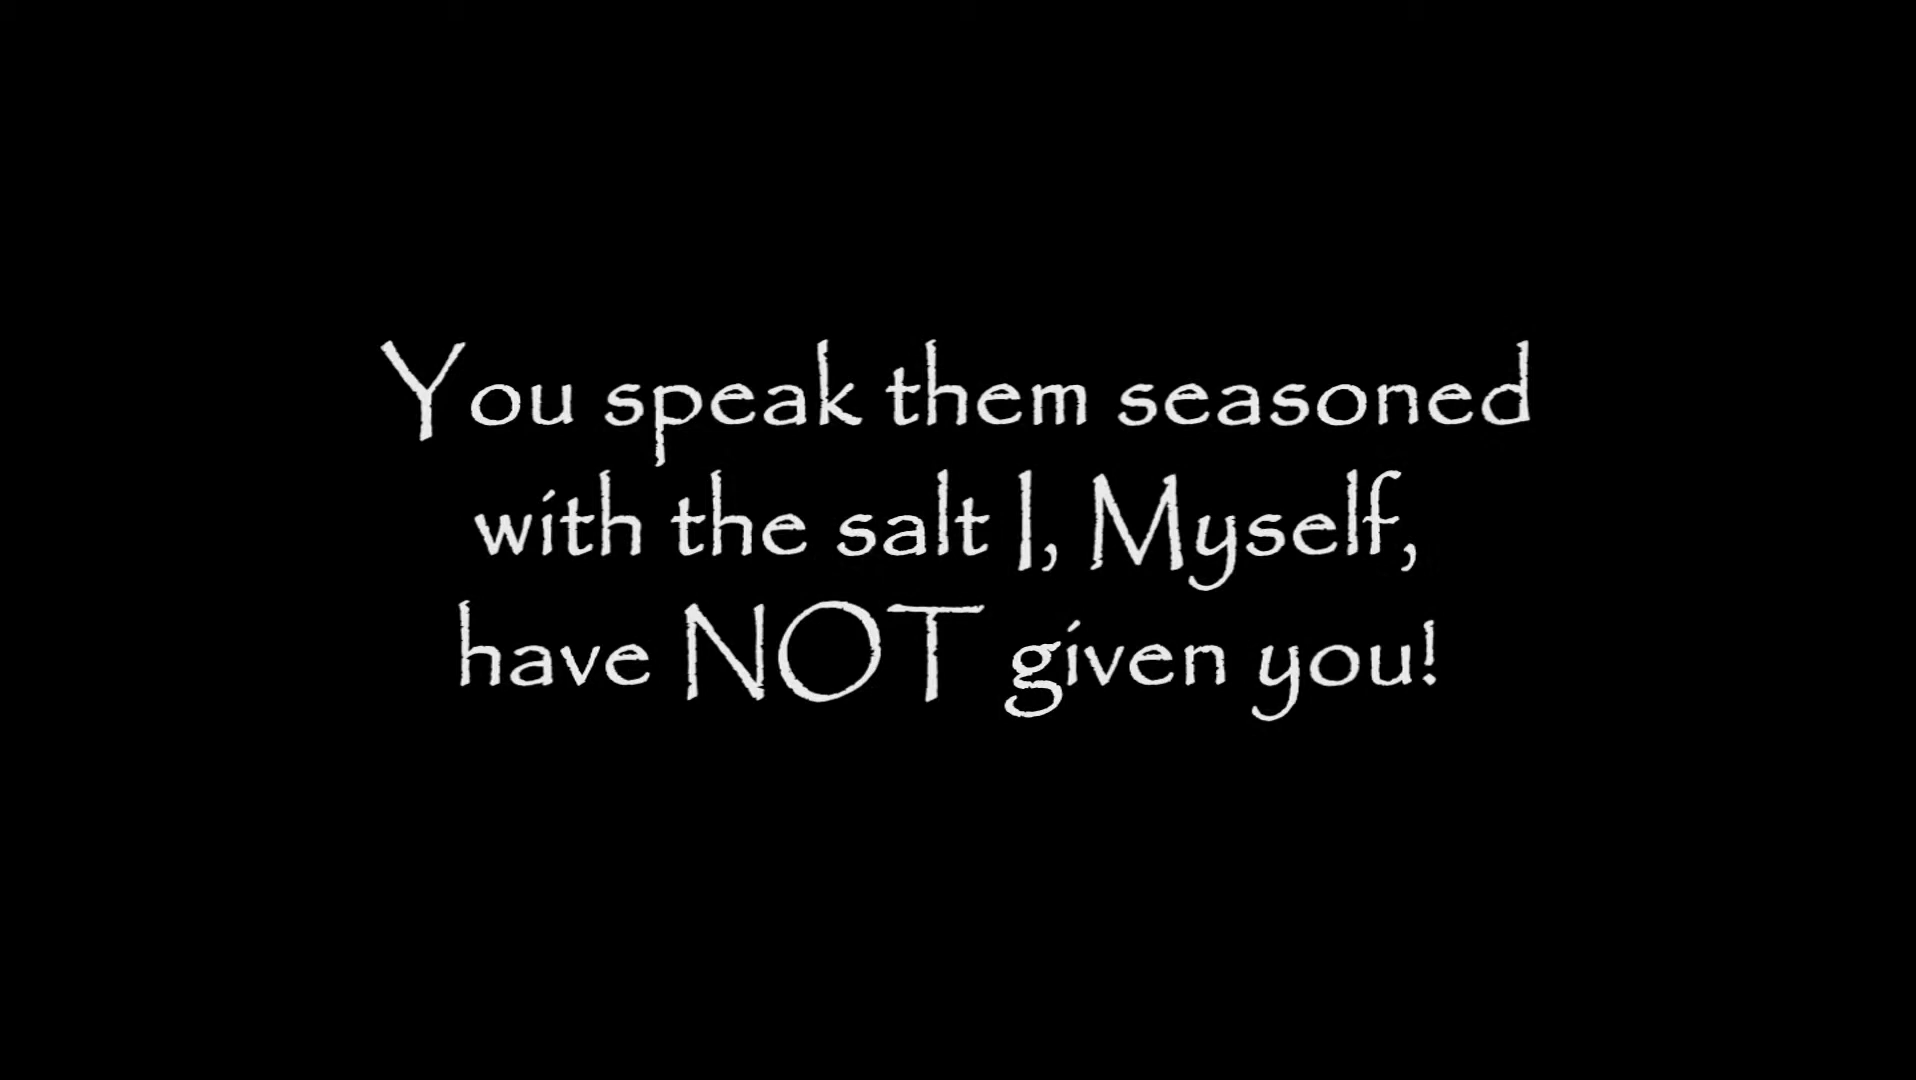 You speak them seasoned
with the salt I, Myself,
have NOT given you!